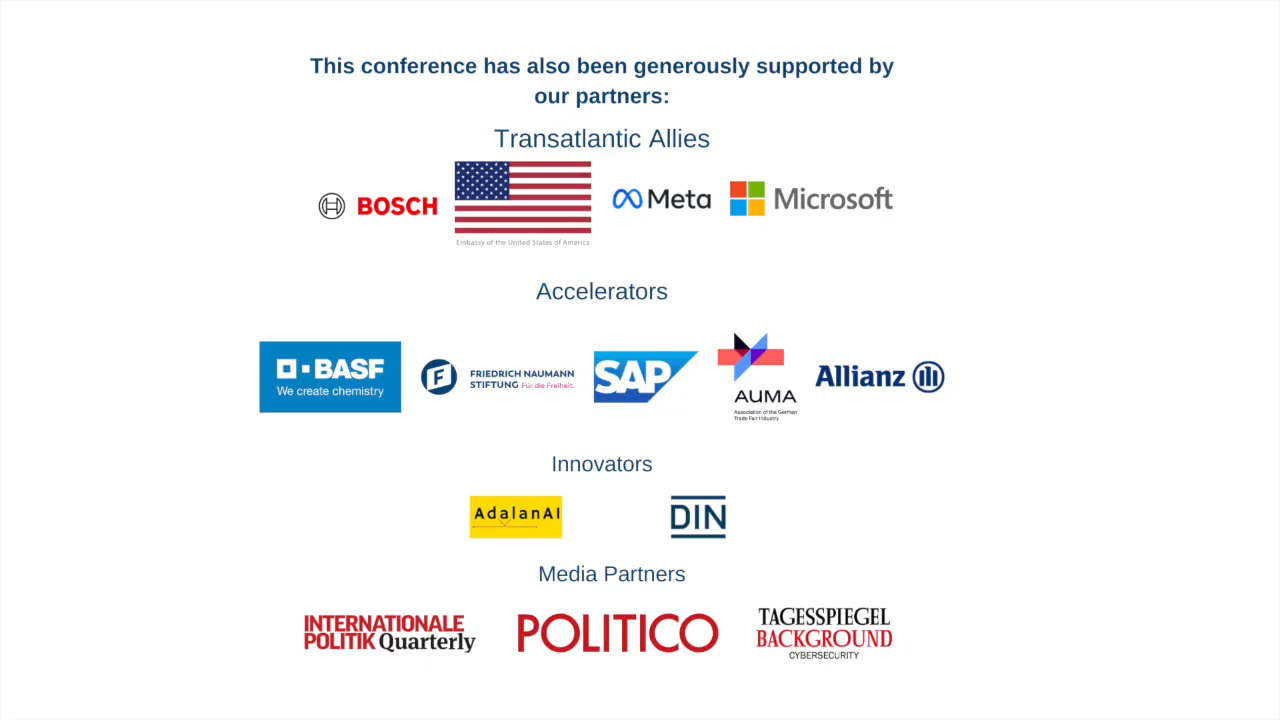 This conference has also been generously supported by
our partners:
Transatlantic Allies
BOSCH
Embassy of the United States of America
Meta
Microsoft
Accelerators
BASF
We create chemistry
F
FRIEDRICH NAUMANN
STIFTUNG Für die Freiheit.
SAP
AUMA
Association of the German
Trade Fair Industry
Allianz
Innovators
AdalanAI
DIN
Media Partners
INTERNATIONALE
POLITIK Quarterly
POLITICO
TAGESSPIEGEL
BACKGROUND
CYBERSECURITY